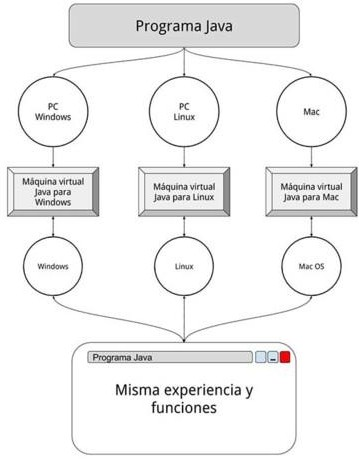 Programa Java
PC
Windows
PC
Linux
Mac
Máquina virtual
Java para
Windows
Máquina virtual
Java para Linux
Máquina virtual
Java para Mac
Windows
Linux
Mac OS
Programa Java
Misma experiencia y
funciones